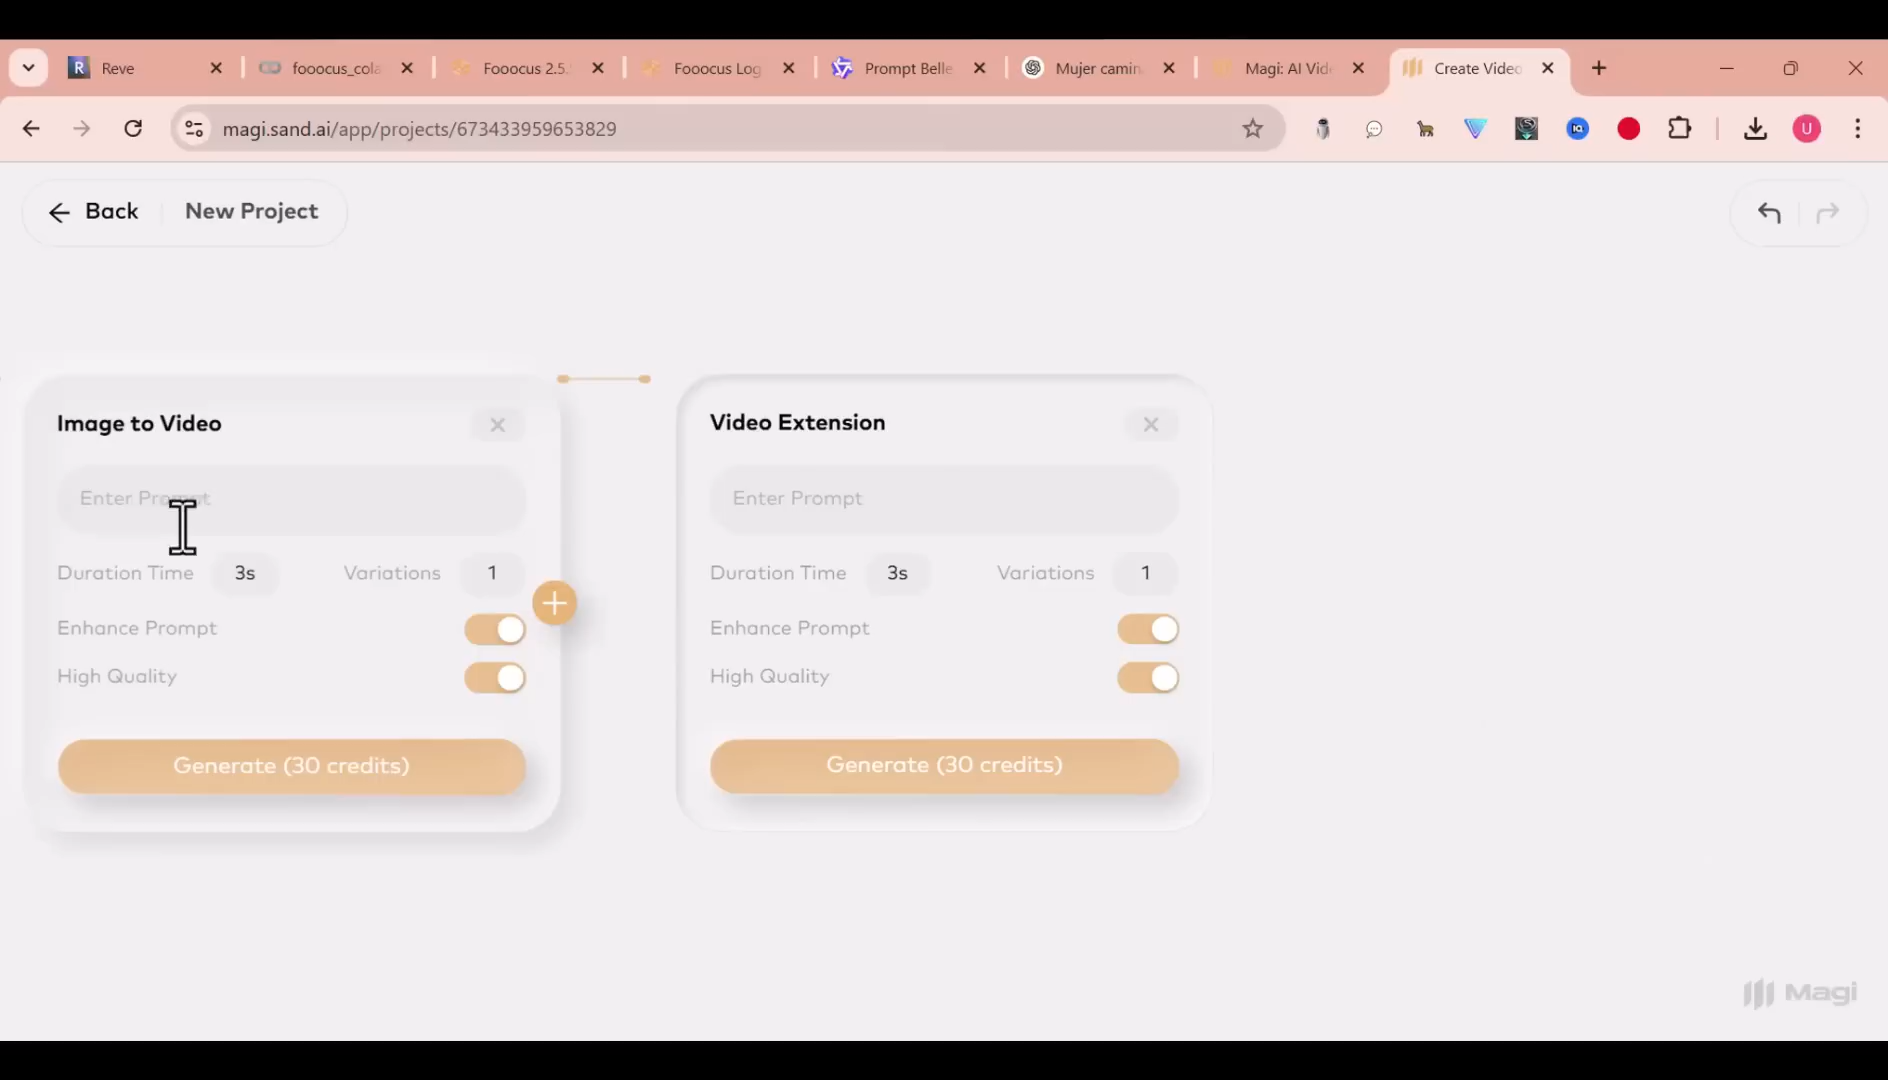 Reve
fooocus_cola
Fooocus 2.5.
Fooocus Log
Prompt Belle
Mujer camin
Magi: AI Vide
Create Video
magi.sand.ai/app/projects/673433959653829
U
Back
New Project
Image to Video
Enter Prompt
Duration Time 3s Variations 1
Enhance Prompt
High Quality
Generate (30 credits)
Video Extension
Enter Prompt
Duration Time 3s Variations 1
Enhance Prompt
High Quality
Generate (30 credits)
Magi